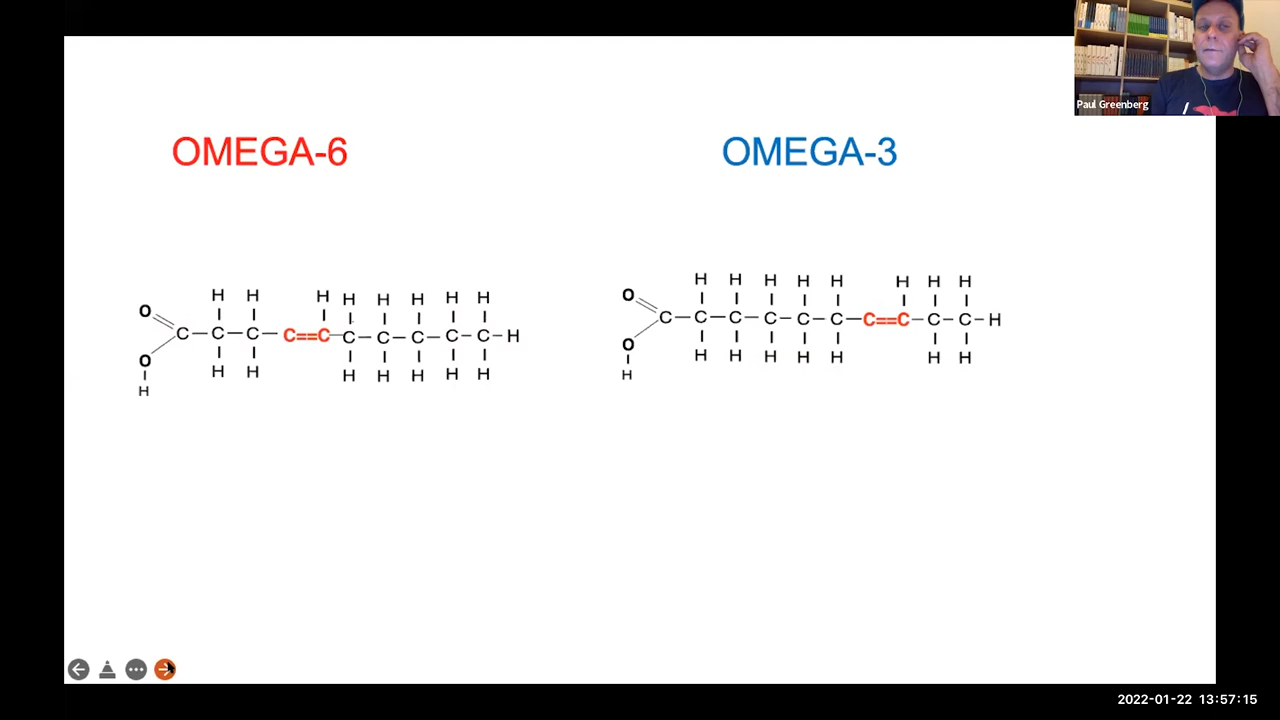 Paul Greenberg
OMEGA-6
OMEGA-3
H H H H H H H H
O
C-C-C-C==C-C-C-C-C-C-H
O
H H H H H H H
H
H H H H H H H H
O
C-C-C-C-C-C-C==C-C-C-H
O
H H H H H H H
H
2022-01-22 13:57:15